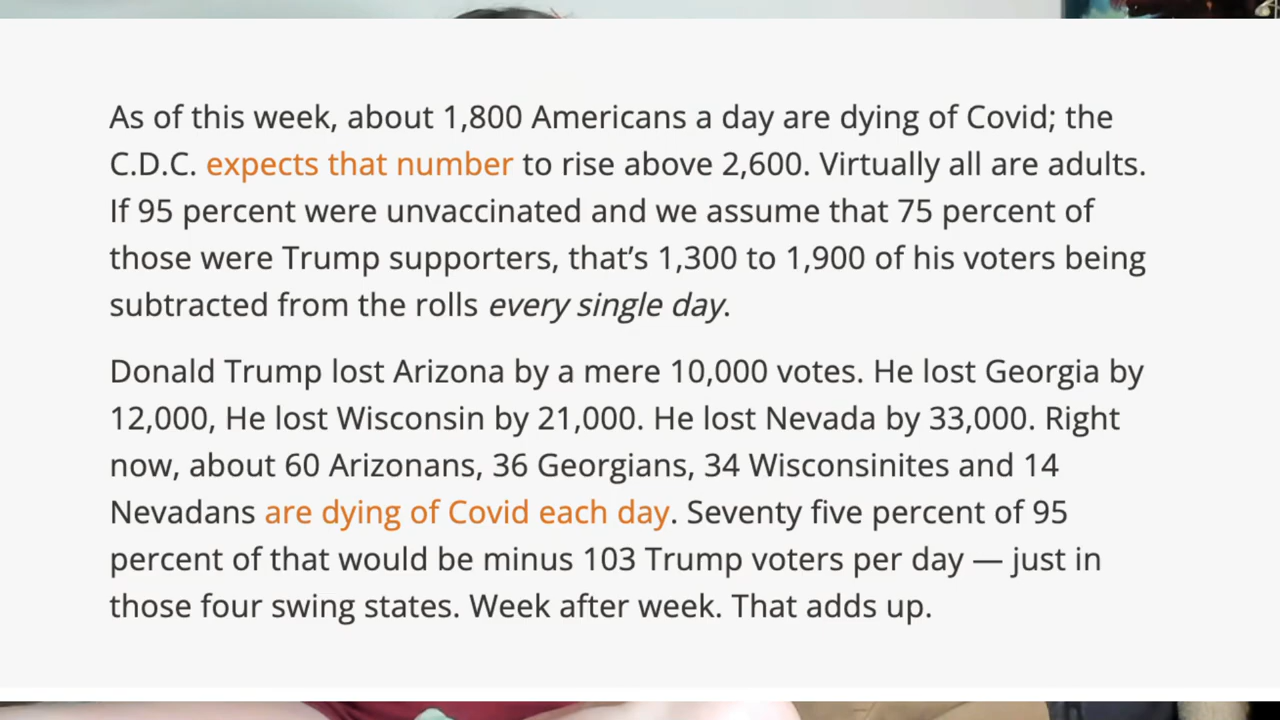 As of this week, about 1,800 Americans a day are dying of Covid; the
C.D.C. expects that number to rise above 2,600. Virtually all are adults.
If 95 percent were unvaccinated and we assume that 75 percent of
those were Trump supporters, that’s 1,300 to 1,900 of his voters being
subtracted from the rolls every single day.
Donald Trump lost Arizona by a mere 10,000 votes. He lost Georgia by
12,000, He lost Wisconsin by 21,000. He lost Nevada by 33,000. Right
now, about 60 Arizonans, 36 Georgians, 34 Wisconsinites and 14
Nevadans are dying of Covid each day. Seventy five percent of 95
percent of that would be minus 103 Trump voters per day — just in
those four swing states. Week after week. That adds up.